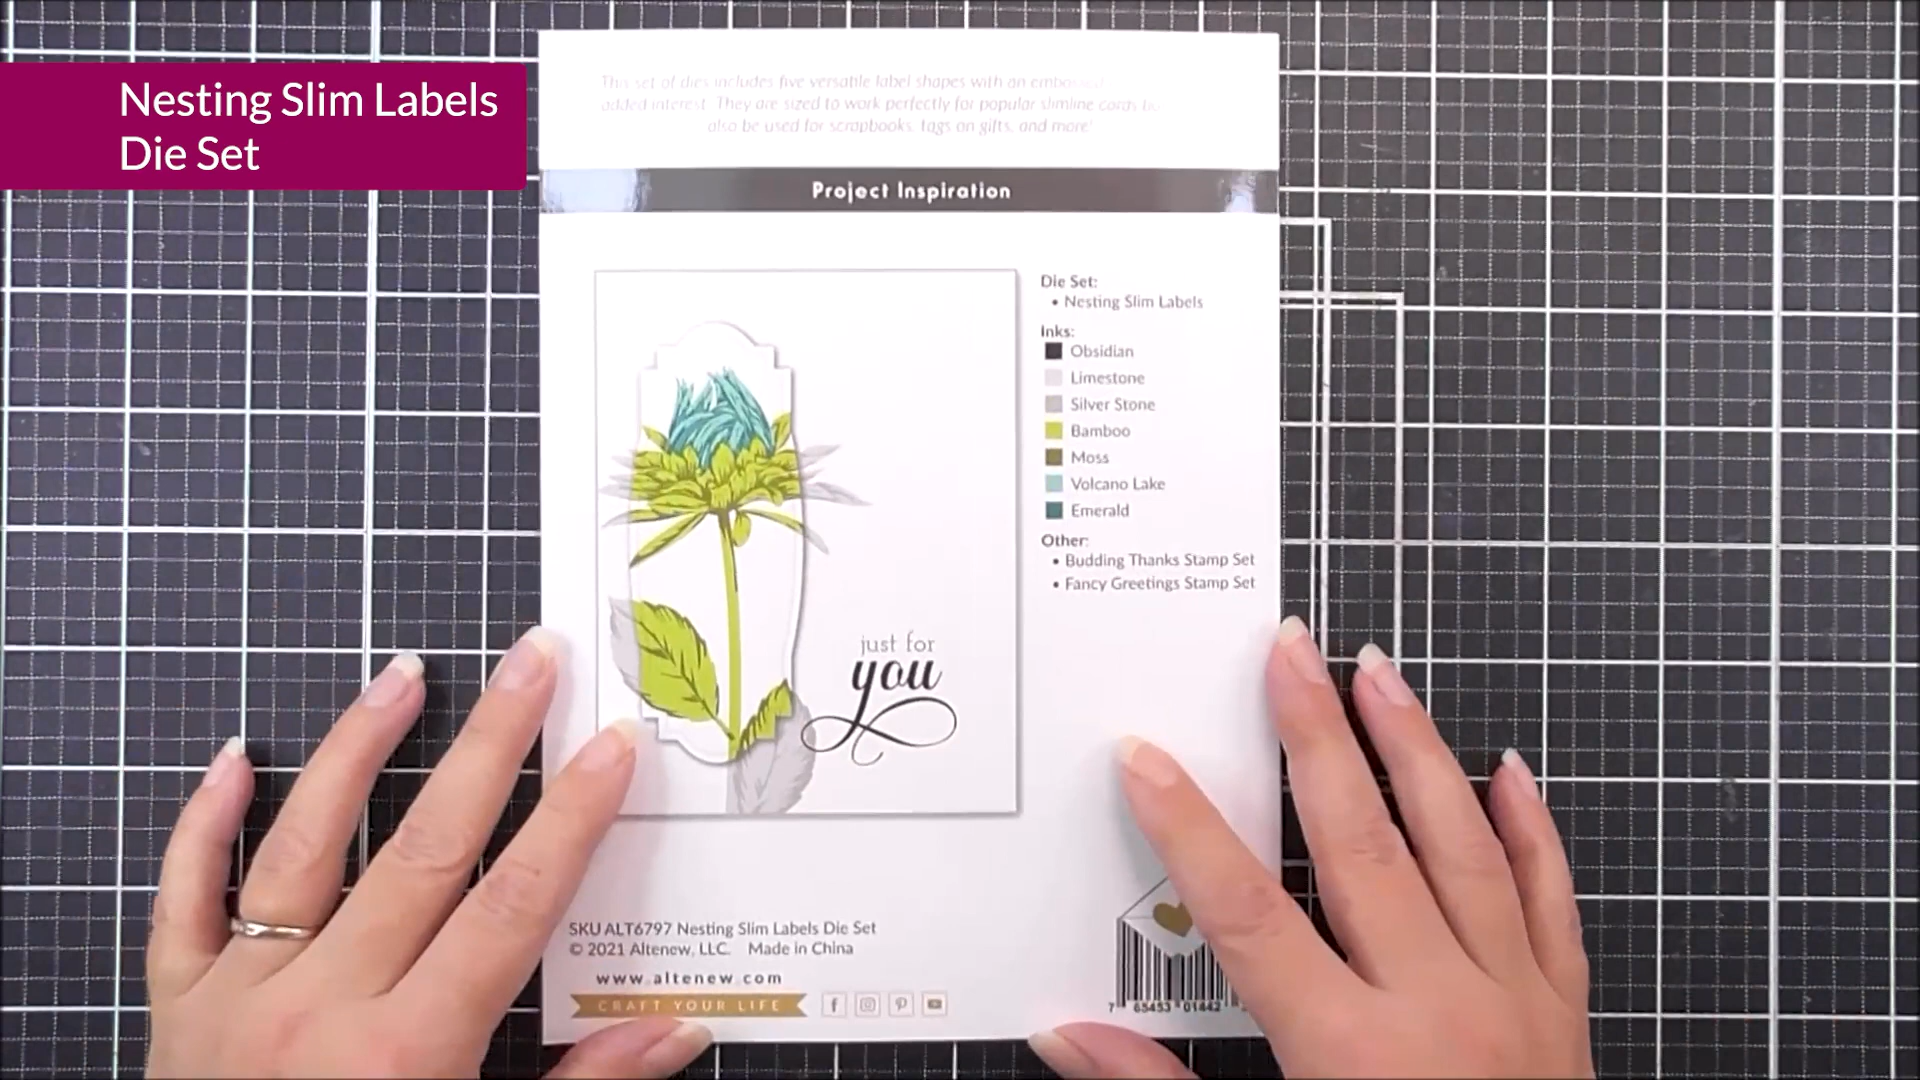 Nesting Slim Labels
Die Set
This set of dies includes five versatile label shapes with an
added interest. They are sized to work perfectly for popular slimline cards
also be used for scrapbooks, tags on gifts, and more!
Project Inspiration
Die Set:
• Nesting Slim Labels
Inks:
Obsidian
Limestone
Silver Stone
Bamboo
Moss
Volcano Lake
Emerald
Other:
• Budding Thanks Stamp Set
• Fancy Greetings Stamp Set
just for
you
SKU ALT6797 Nesting Slim Labels Die Set
© 2021 Altenew, LLC. Made in China
www.altenew.com
CRAFT YOUR LIFE
7 65453 01442